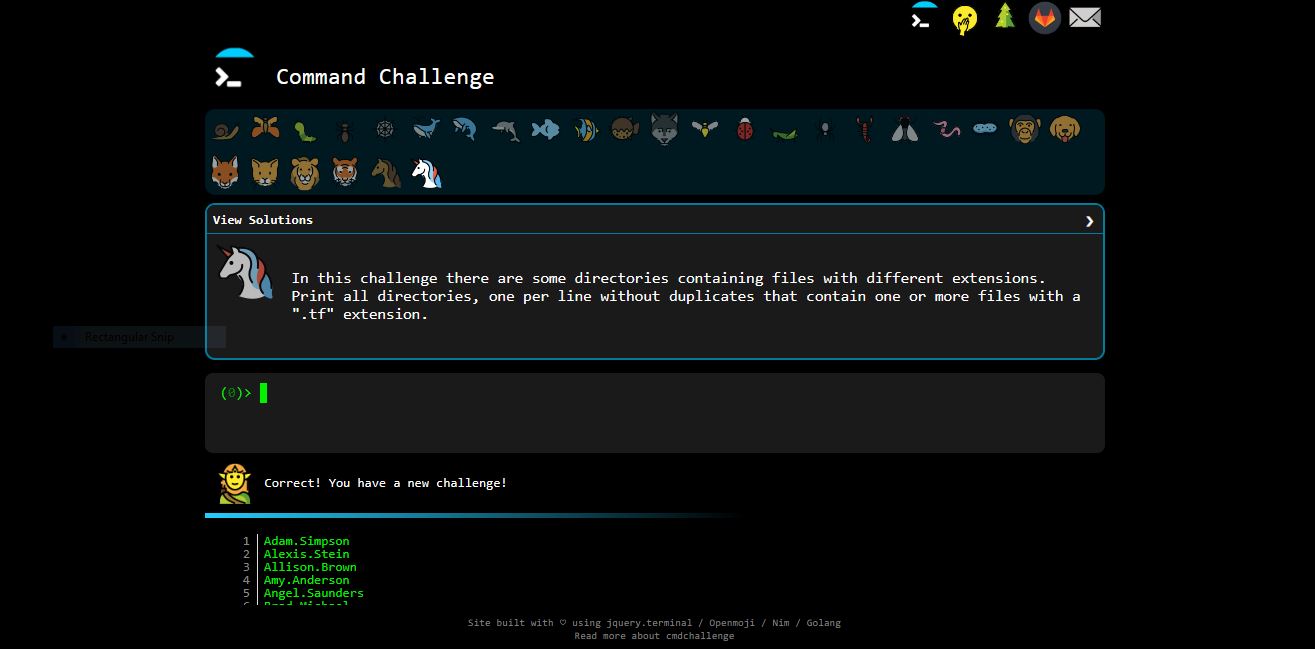 Command Challenge
View Solutions
In this challenge there are some directories containing files with different extensions.
Print all directories, one per line without duplicates that contain one or more files with a
".tf" extension.
Rectangular Snip
(0)>
Correct! You have a new challenge!
1 Adam.Simpson
2 Alexis.Stein
3 Allison.Brown
4 Amy.Anderson
5 Angel.Saunders
Site built with ♡ using jquery.terminal / Openmoji / Nim / Golang
Read more about cmdchallenge